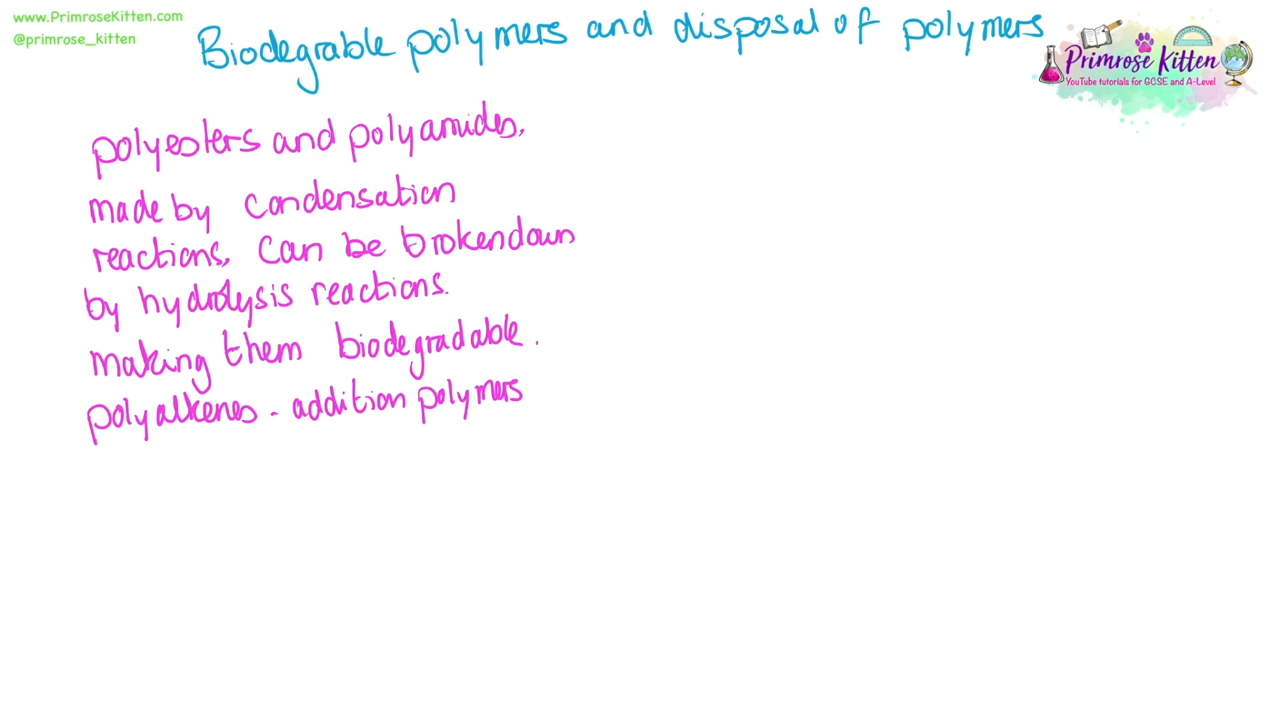 www.PrimroseKitten.com
@primrose_kitten
Biodegrable polymers and disposal of polymers
Primrose Kitten
YouTube tutorials for GCSE and A-Level
polyesters and polyamides,
made by condensation
reactions, can be brokendown
by hydrolysis reactions.
making them biodegradable.
polyalkenes - addition polymers